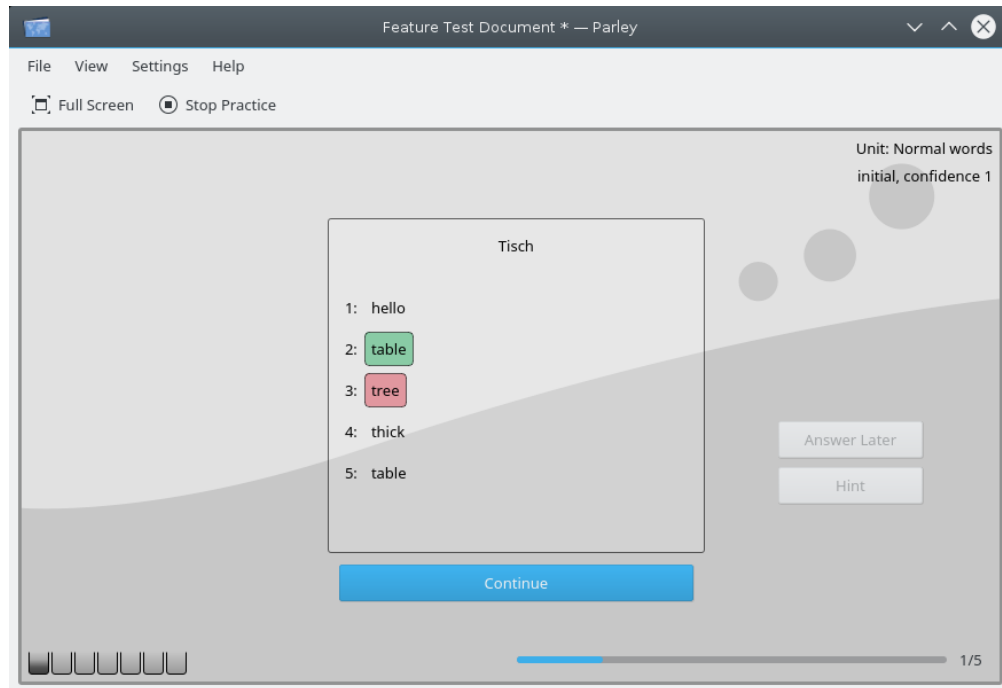 Feature Test Document * — Parley
File View Settings Help
Full Screen Stop Practice
Unit: Normal words
initial, confidence 1
Tisch
1: hello
2: table
3: tree
4: thick
5: table
Answer Later
Hint
Continue
1/5